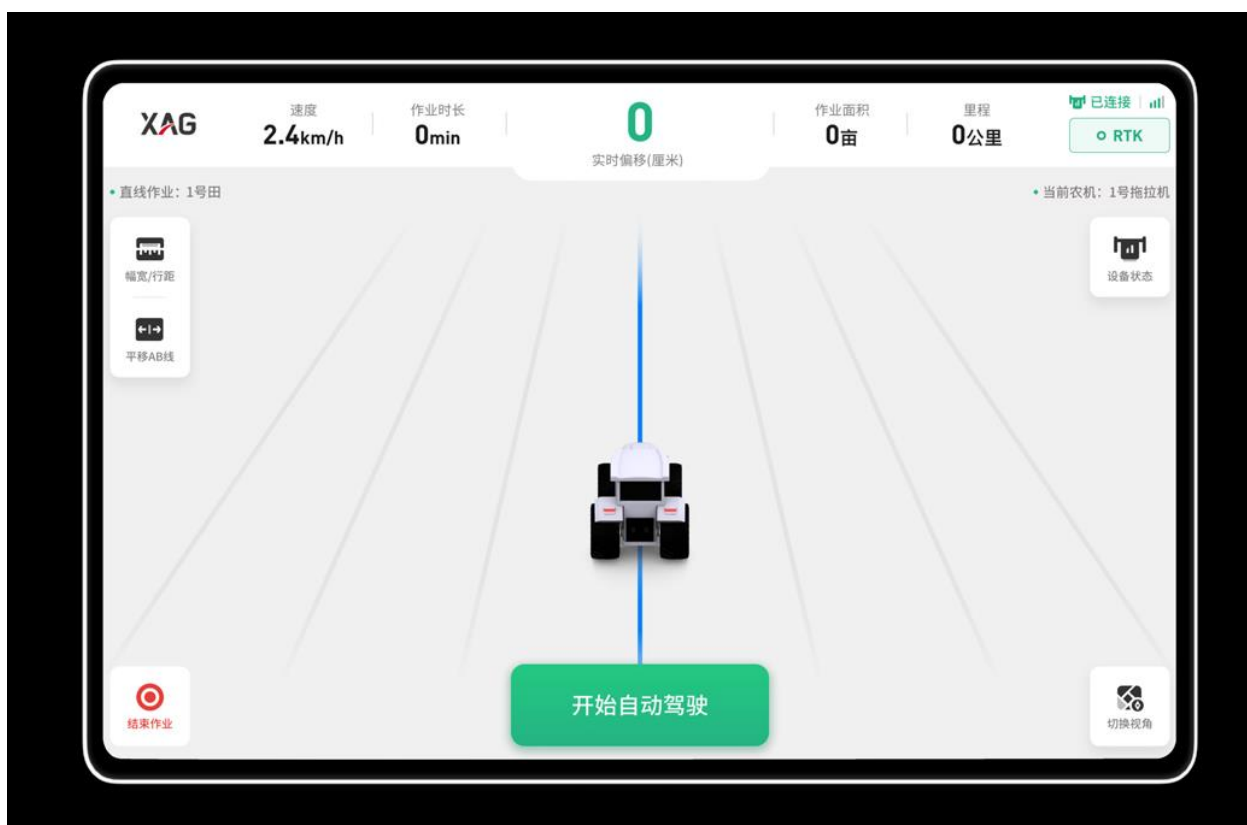 XAG
速度
2.4km/h
作业时长
0min
0
实时偏移(厘米)
作业面积
0亩
里程
0公里
已连接
RTK
直线作业：1号田
当前农机：1号拖拉机
幅宽/行距
平移AB线
设备状态
结束作业
开始自动驾驶
切换视角